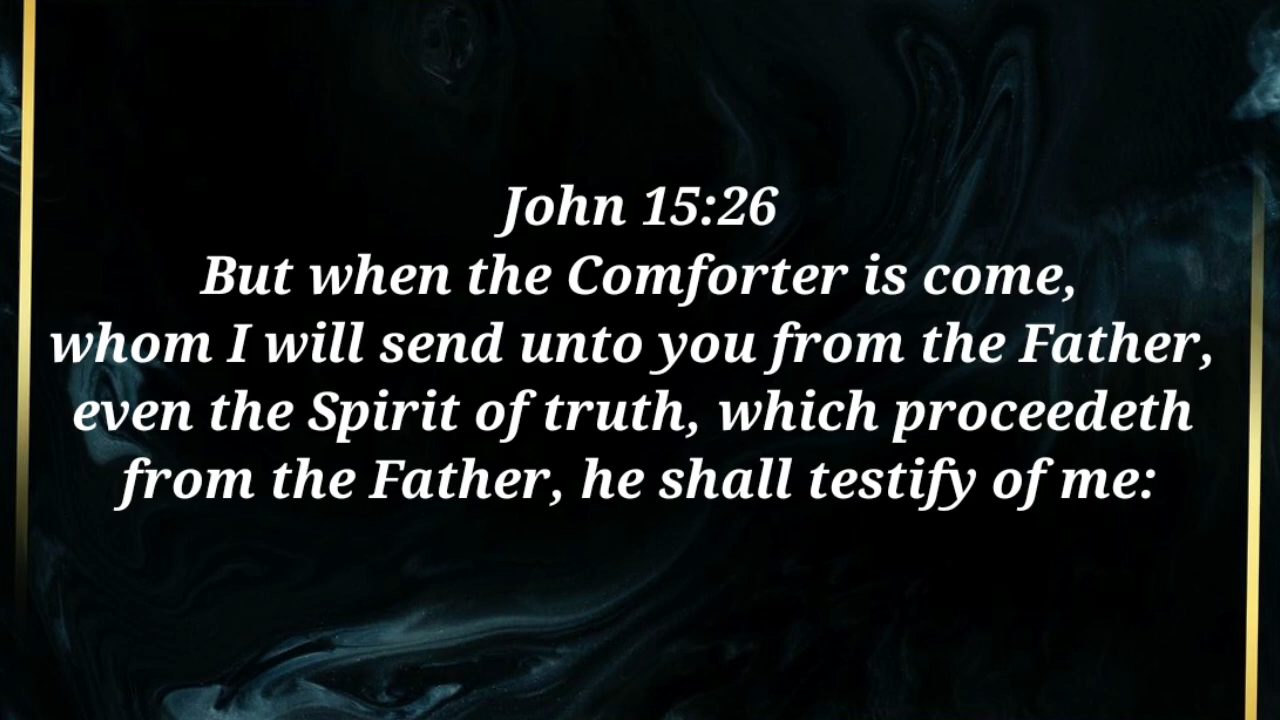 John 15:26
But when the Comforter is come,
whom I will send unto you from the Father,
even the Spirit of truth, which proceedeth
from the Father, he shall testify of me: